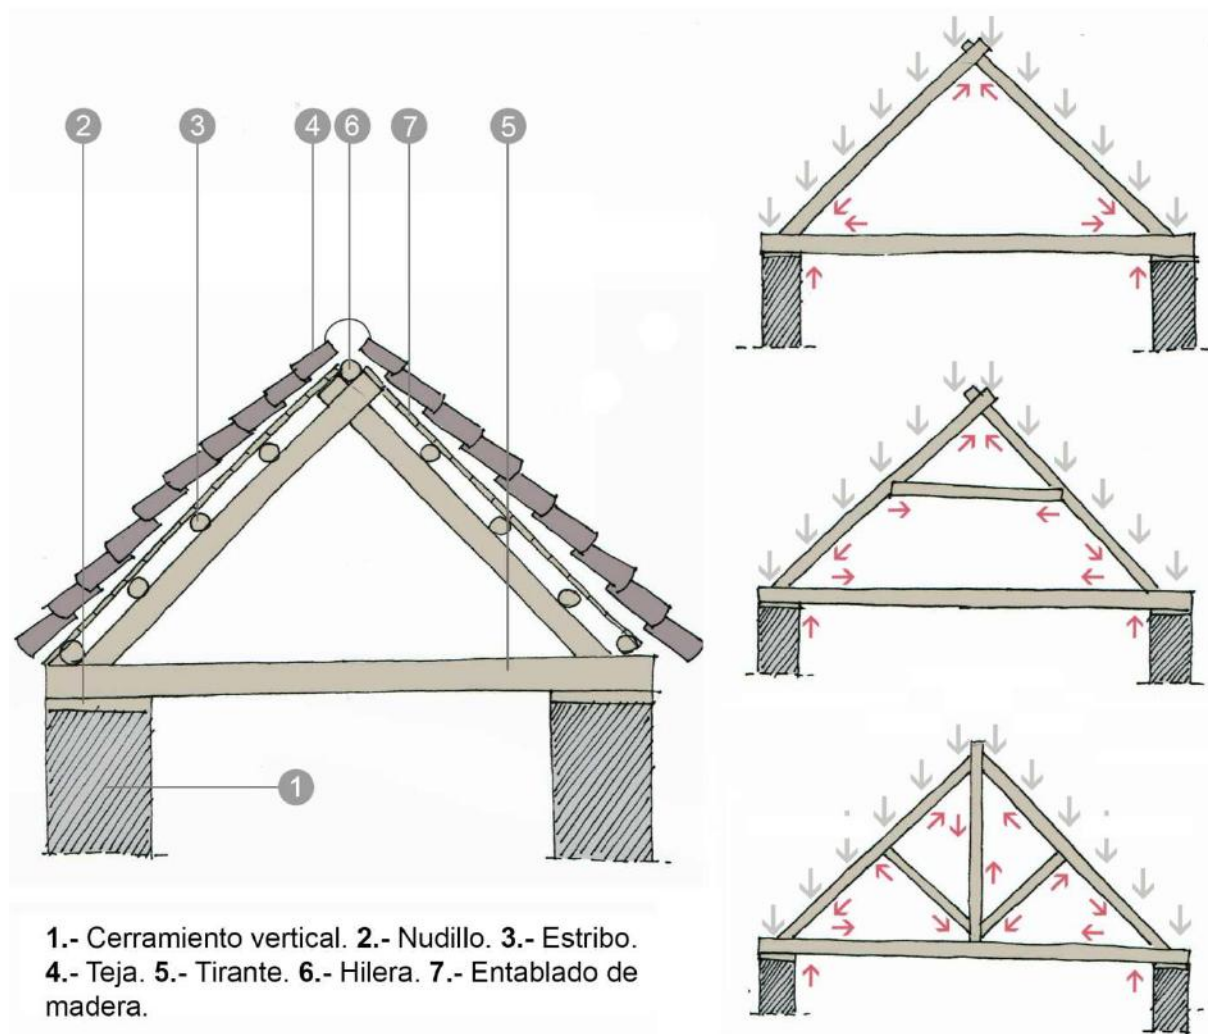 2 3 4 6 7 5
1
1.- Cerramiento vertical. 2.- Nudillo. 3.- Estribo.
4.- Teja. 5.- Tirante. 6.- Hilera. 7.- Entablado de
madera.